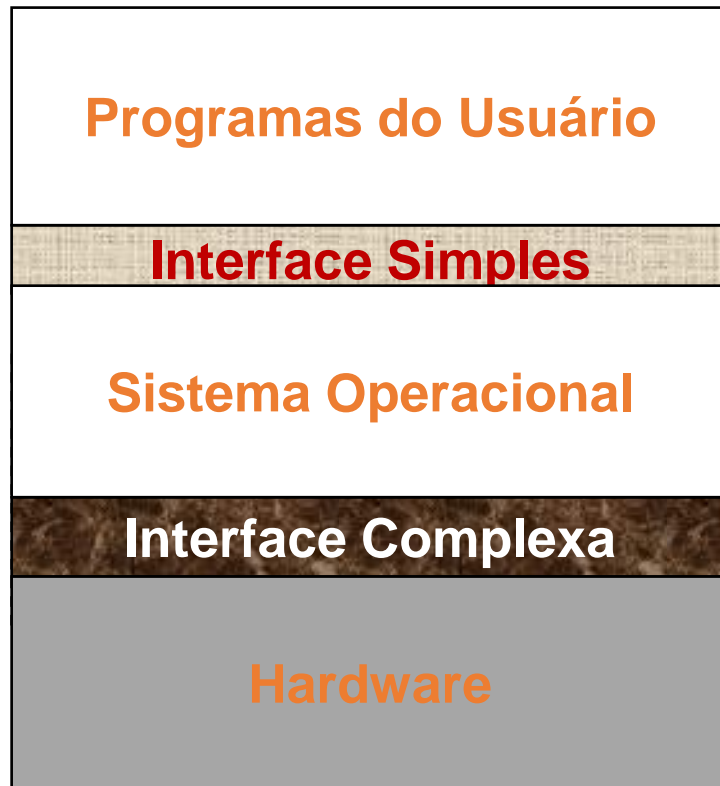 Programas do Usuário
Interface Simples
Sistema Operacional
Interface Complexa
Hardware